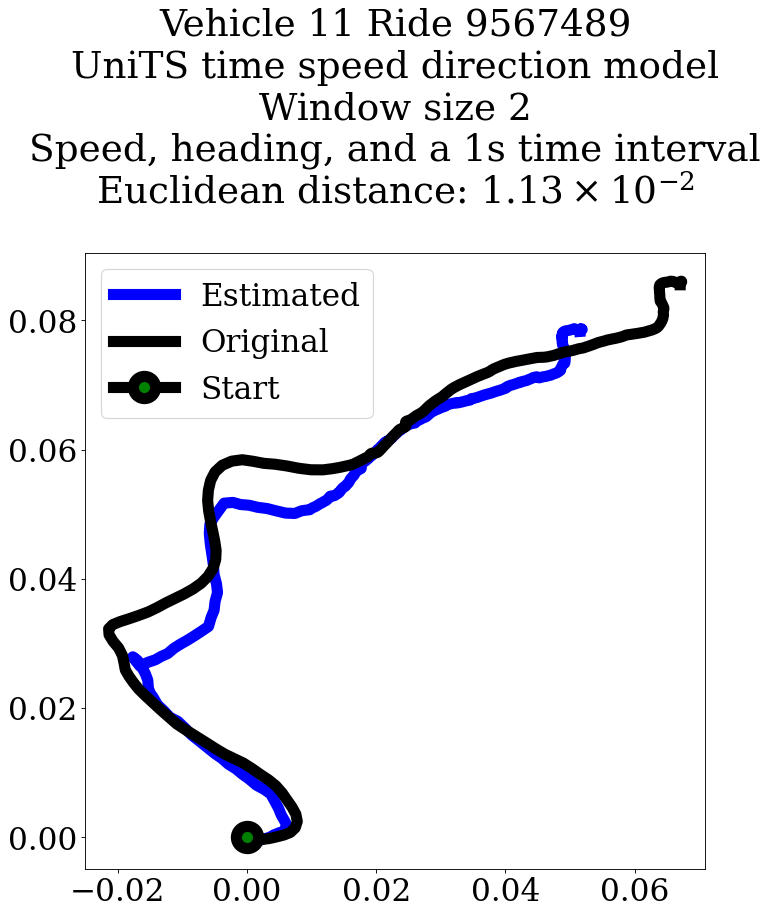 Vehicle 11 Ride 9567489
UniTS time speed direction model
Window size 2
Speed, heading, and a 1s time interval
Euclidean distance: 1.13 × 10⁻²
Estimated
Original
Start
0.08
0.06
0.04
0.02
0.00
−0.02 0.00 0.02 0.04 0.06